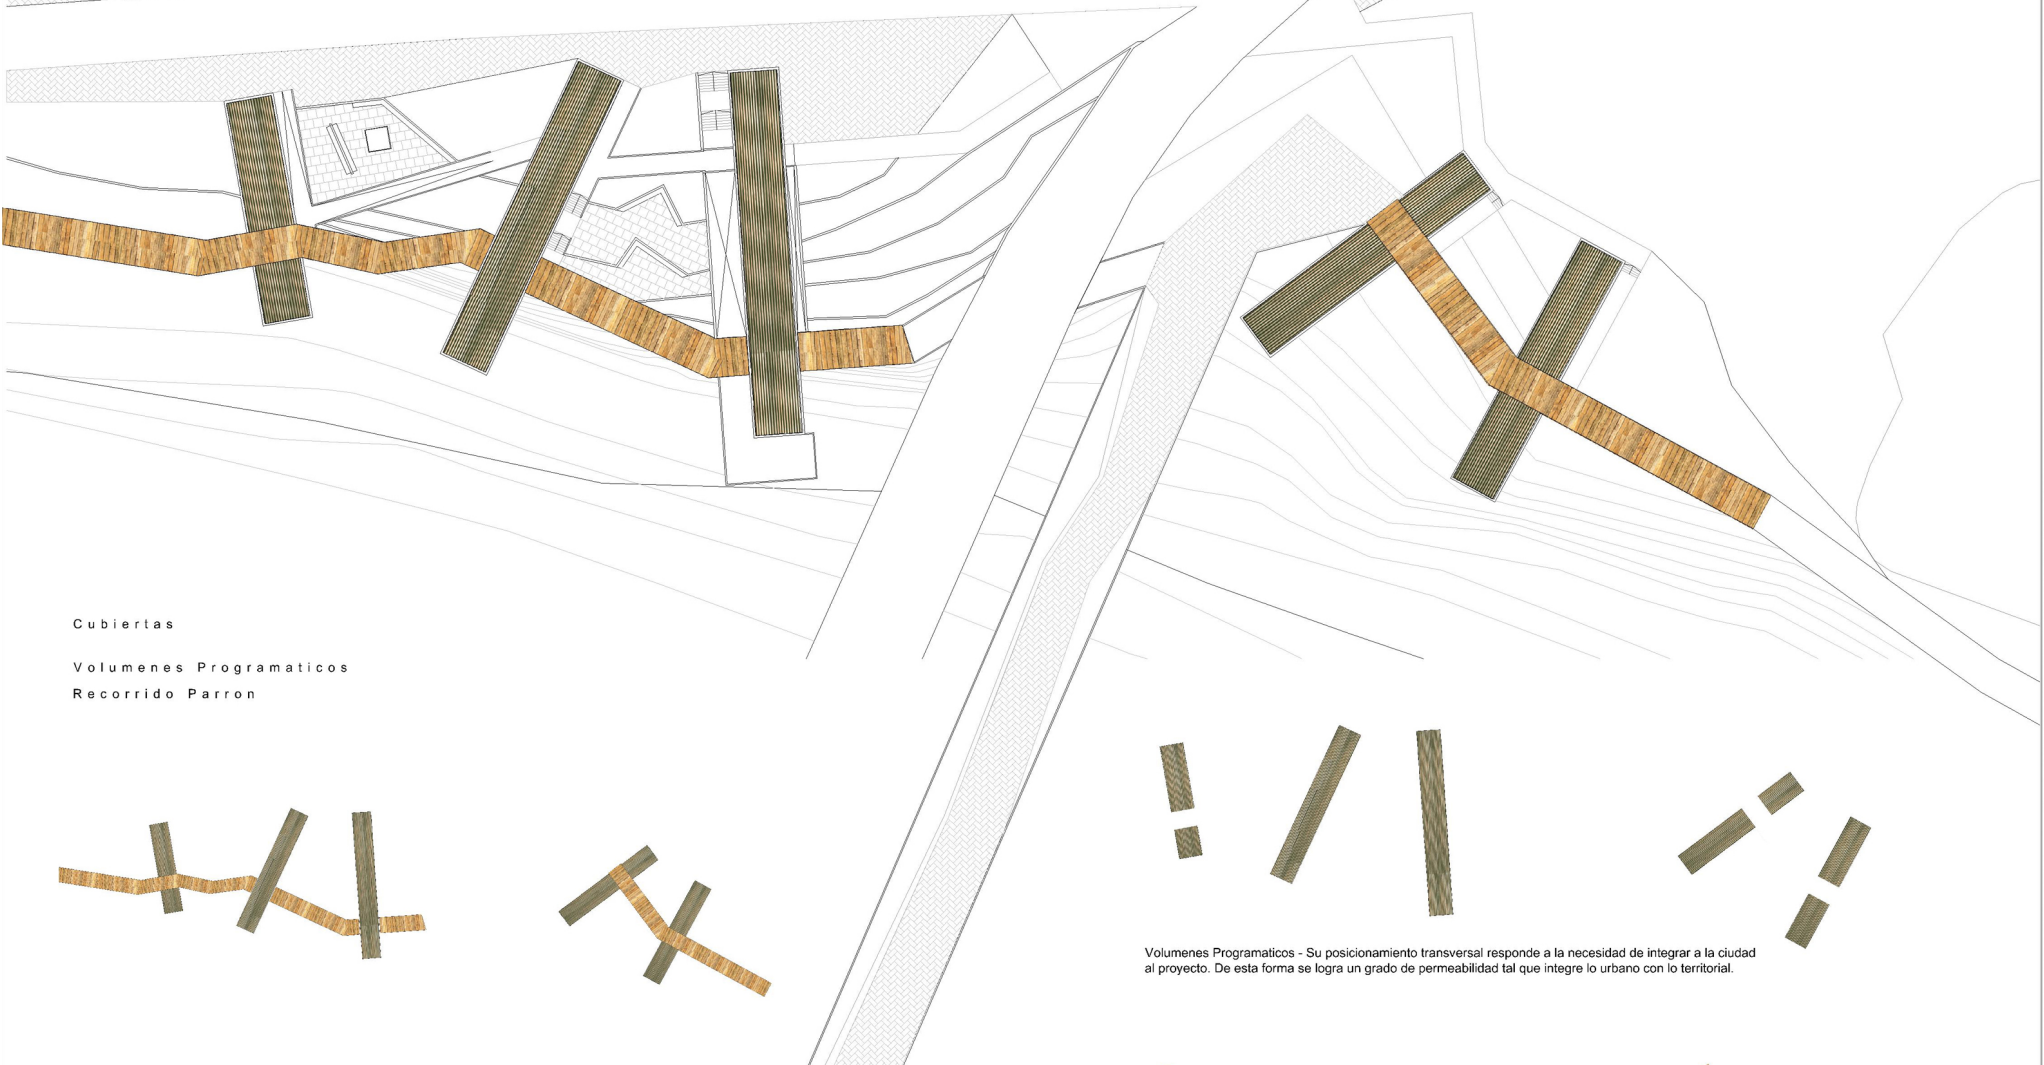 Cubiertas
Volumenes Programaticos
Recorrido Parron
Volumenes Programaticos - Su posicionamiento transversal responde a la necesidad de integrar a la ciudad
al proyecto. De esta forma se logra un grado de permeabilidad tal que integre lo urbano con lo territorial.